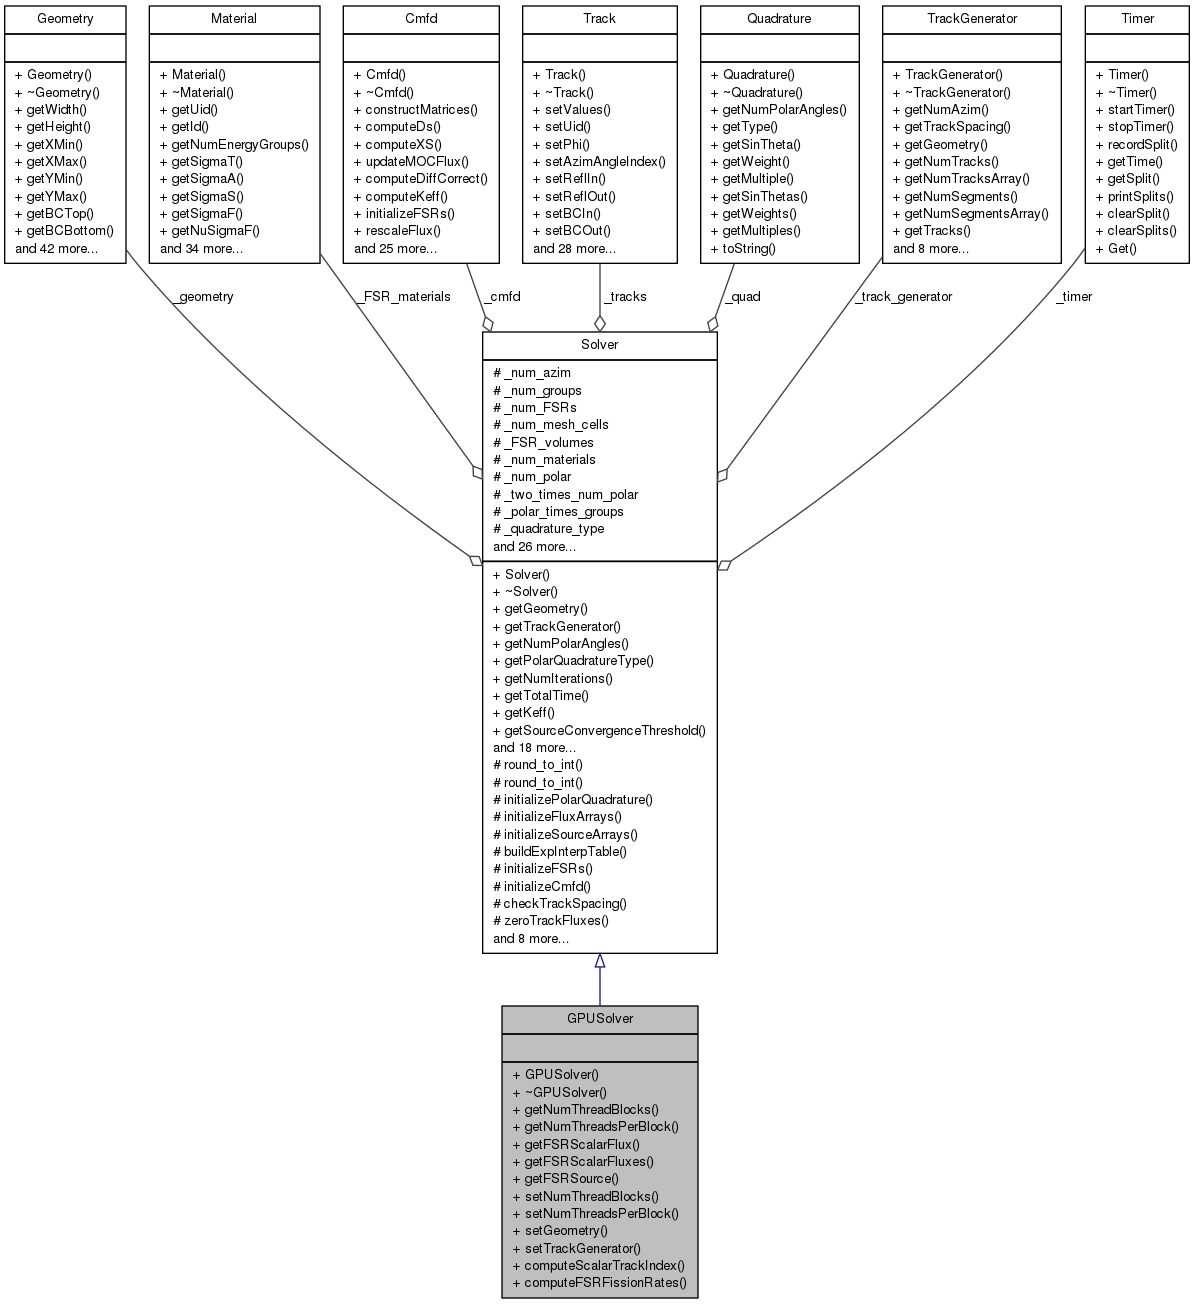 Geometry
+ Geometry()
+ ~Geometry()
+ getWidth()
+ getHeight()
+ getXMin()
+ getXMax()
+ getYMin()
+ getYMax()
+ getBCTop()
+ getBCBottom()
and 42 more...
Material
+ Material()
+ ~Material()
+ getUid()
+ getId()
+ getNumEnergyGroups()
+ getSigmaT()
+ getSigmaA()
+ getSigmaS()
+ getSigmaF()
+ getNuSigmaF()
and 34 more...
Cmfd
+ Cmfd()
+ ~Cmfd()
+ constructMatrices()
+ computeDs()
+ computeXS()
+ updateMOCFlux()
+ computeDiffCorrect()
+ computeKeff()
+ initializeFSRs()
+ rescaleFlux()
and 25 more...
Track
+ Track()
+ ~Track()
+ setValues()
+ setUid()
+ setPhi()
+ setAzimAngleIndex()
+ setReflIn()
+ setReflOut()
+ setBCIn()
+ setBCOut()
and 28 more...
Quadrature
+ Quadrature()
+ ~Quadrature()
+ getNumPolarAngles()
+ getType()
+ getSinTheta()
+ getWeight()
+ getMultiple()
+ getSinThetas()
+ getWeights()
+ getMultiples()
+ toString()
TrackGenerator
+ TrackGenerator()
+ ~TrackGenerator()
+ getNumAzim()
+ getTrackSpacing()
+ getGeometry()
+ getNumTracks()
+ getNumTracksArray()
+ getNumSegments()
+ getNumSegmentsArray()
+ getTracks()
and 8 more...
Timer
+ Timer()
+ ~Timer()
+ startTimer()
+ stopTimer()
+ recordSplit()
+ getTime()
+ getSplit()
+ printSplits()
+ clearSplit()
+ clearSplits()
+ Get()
_geometry
_FSR_materials
_cmfd
_tracks
_quad
_track_generator
_timer
Solver
# _num_azim
# _num_groups
# _num_FSRs
# _num_mesh_cells
# _FSR_volumes
# _num_materials
# _num_polar
# _two_times_num_polar
# _polar_times_groups
# _quadrature_type
and 26 more...
+ Solver()
+ ~Solver()
+ getGeometry()
+ getTrackGenerator()
+ getNumPolarAngles()
+ getPolarQuadratureType()
+ getNumIterations()
+ getTotalTime()
+ getKeff()
+ getSourceConvergenceThreshold()
and 18 more...
# round_to_int()
# round_to_int()
# initializePolarQuadrature()
# initializeFluxArrays()
# initializeSourceArrays()
# buildExpInterpTable()
# initializeFSRs()
# initializeCmfd()
# checkTrackSpacing()
# zeroTrackFluxes()
and 8 more...
GPUSolver
+ GPUSolver()
+ ~GPUSolver()
+ getNumThreadBlocks()
+ getNumThreadsPerBlock()
+ getFSRScalarFlux()
+ getFSRScalarFluxes()
+ getFSRSource()
+ setNumThreadBlocks()
+ setNumThreadsPerBlock()
+ setGeometry()
+ setTrackGenerator()
+ computeScalarTrackIndex()
+ computeFSRFissionRates()